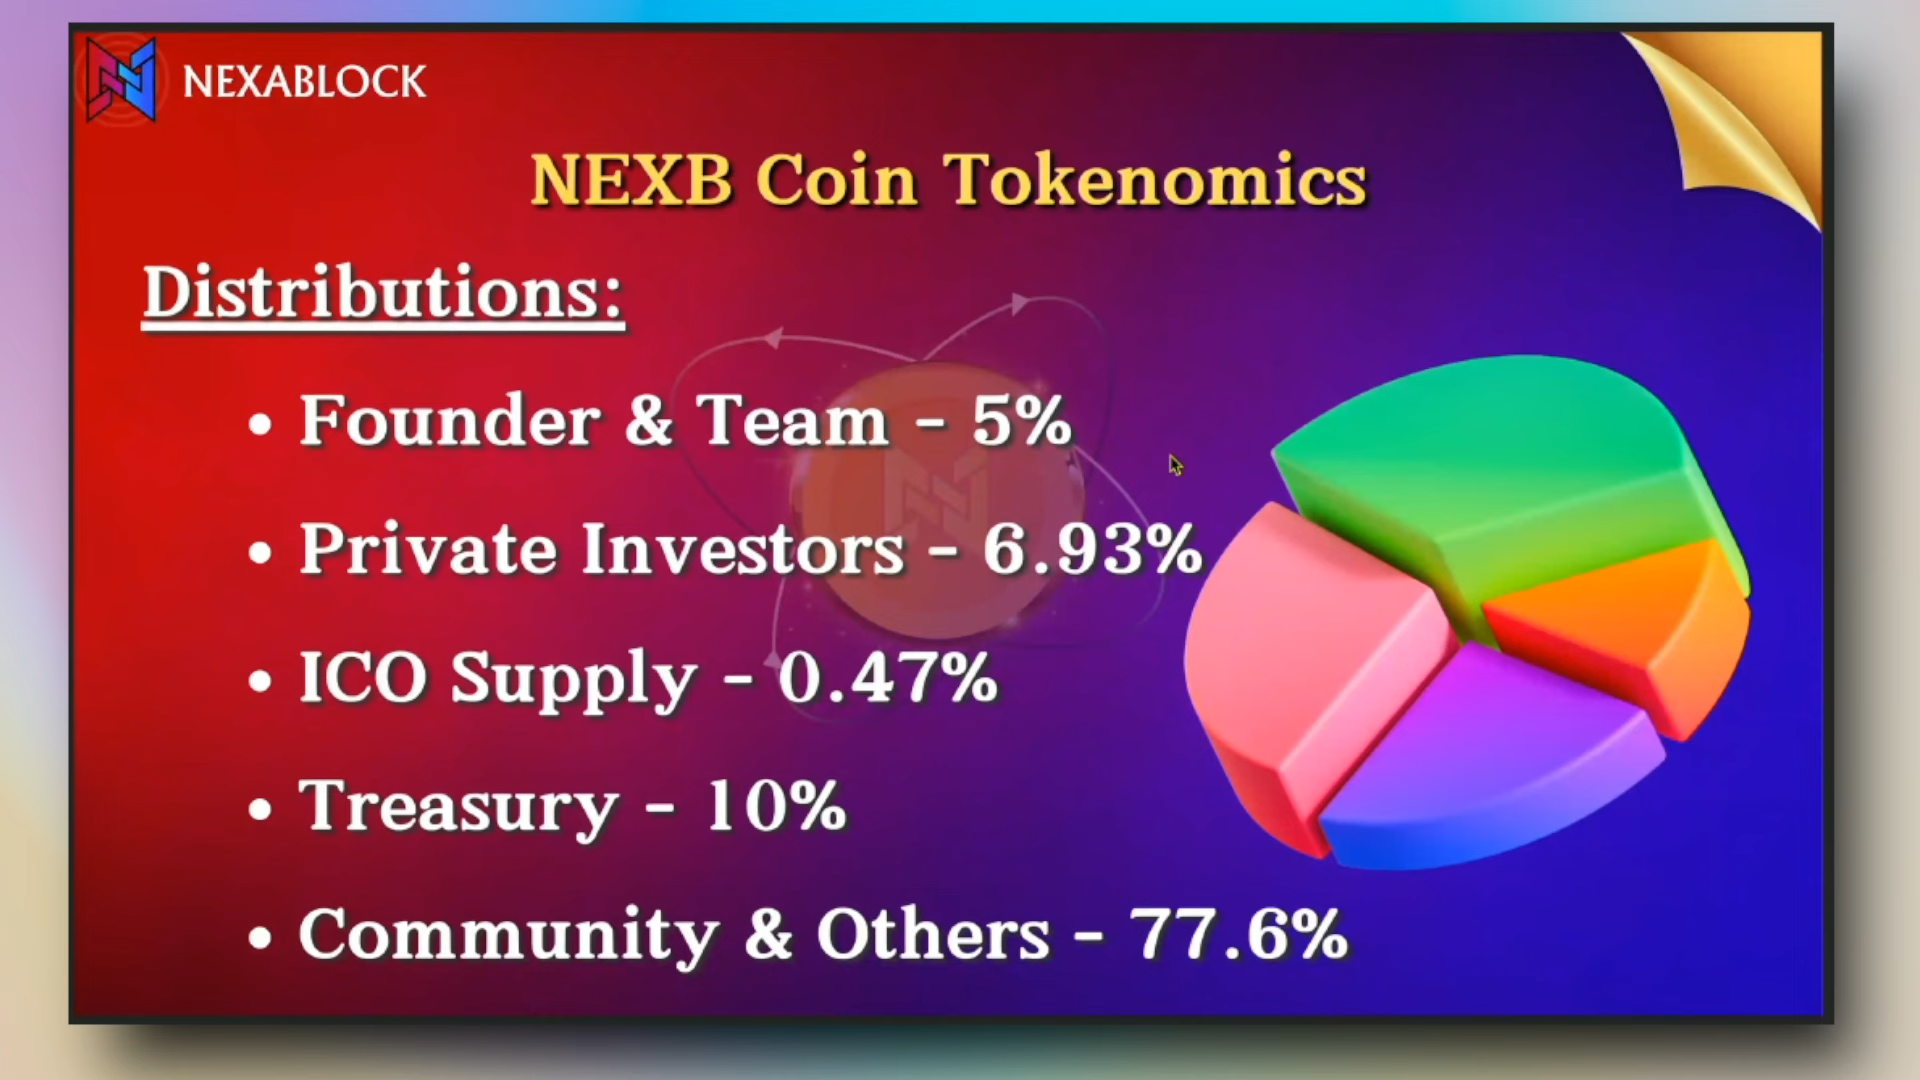 NEXABLOCK
NEXB Coin Tokenomics
Distributions:
• Founder & Team - 5%
• Private Investors - 6.93%
• ICO Supply - 0.47%
• Treasury - 10%
• Community & Others - 77.6%